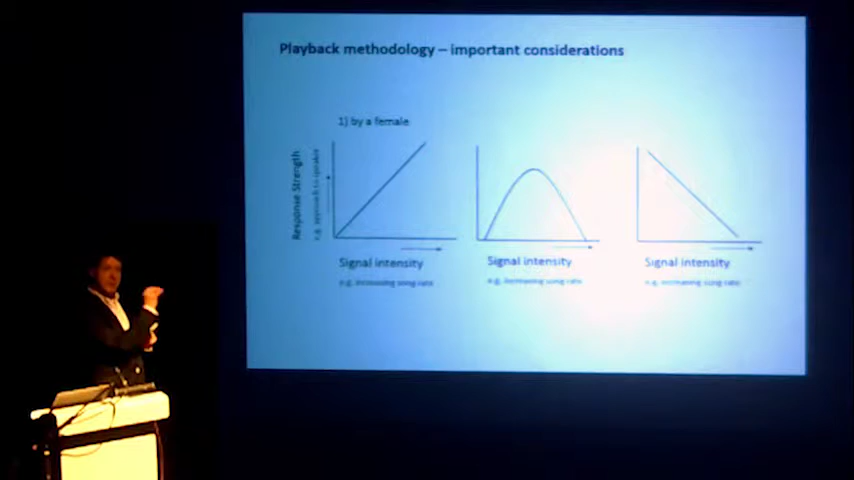 Playback methodology – important considerations
1) by a female
Response Strength
e.g. approach to speaker
Signal intensity
e.g. increasing song rate
Signal intensity
e.g. increasing song rate
Signal intensity
e.g. increasing song rate